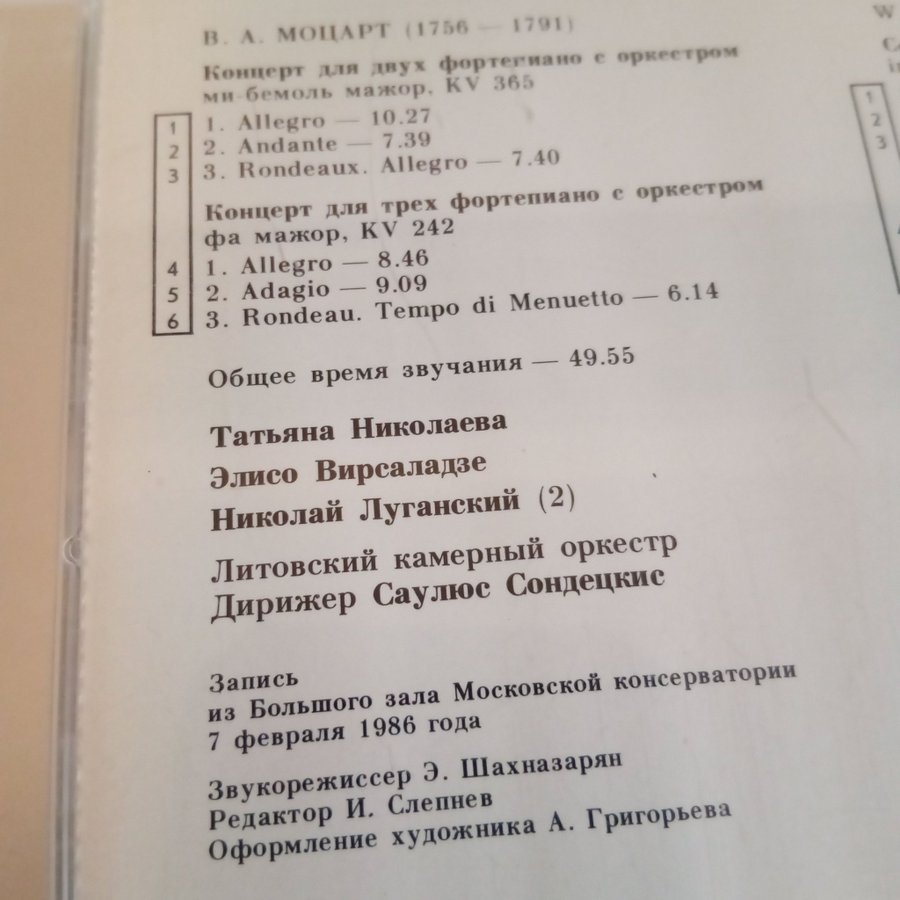 В. А. МОЦАРТ (1756 — 1791)
Концерт для двух фортепиано с оркестром
ми-бемоль мажор, KV 365
1 1. Allegro — 10.27
2 2. Andante — 7.39
3 3. Rondeaux. Allegro — 7.40
Концерт для трех фортепиано с оркестром
фа мажор, KV 242
4 1. Allegro — 8.46
5 2. Adagio — 9.09
6 3. Rondeau. Tempo di Menuetto — 6.14
Общее время звучания — 49.55
Татьяна Николаева
Элисо Вирсаладзе
Николай Луганский (2)
Литовский камерный оркестр
Дирижер Саулюс Сондецкис
Запись
из Большого зала Московской консерватории
7 февраля 1986 года
Звукорежиссер Э. Шахназарян
Редактор И. Слепнев
Оформление художника А. Григорьева
W
1
2
3